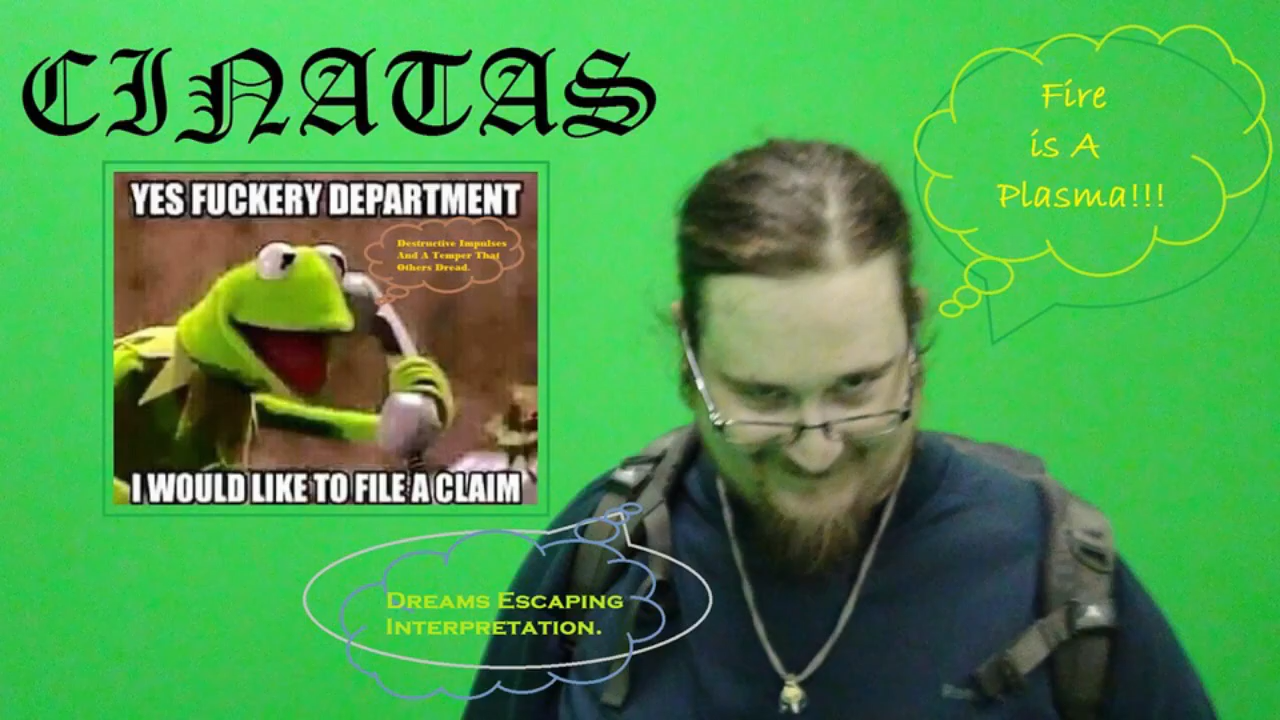 CINATAS
YES FUCKERY DEPARTMENT
Destructive Impulses
And A Temper That
Others Dread.
I WOULD LIKE TO FILE A CLAIM
Fire
is A
Plasma!!!
Dreams Escaping
Interpretation.